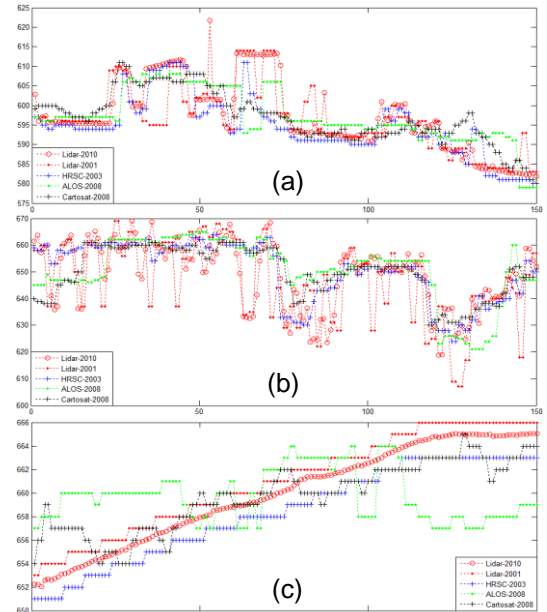 625
620
615
610
605
600
595
590
585
580
575
Lidar-2010
Lidar-2001
HRSC-2003
ALOS-2008
Cartosat-2008
(a)
0 50 100 150
670
660
650
640
630
620
610
600
Lidar-2010
Lidar-2001
HRSC-2003
ALOS-2008
Cartosat-2008
(b)
0 50 100 150
666
664
662
660
658
656
654
652
650
Lidar-2010
Lidar-2001
HRSC-2003
ALOS-2008
Cartosat-2008
(c)